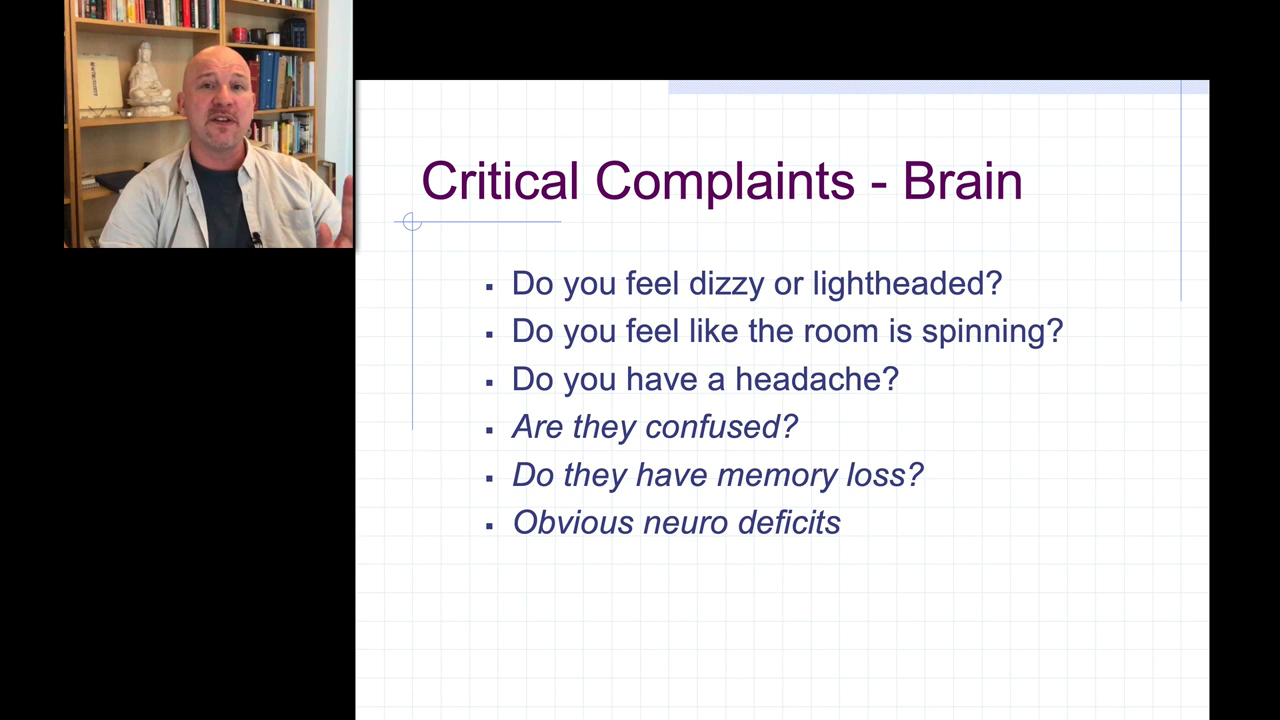 Critical Complaints - Brain
▪ Do you feel dizzy or lightheaded?
▪ Do you feel like the room is spinning?
▪ Do you have a headache?
▪ Are they confused?
▪ Do they have memory loss?
▪ Obvious neuro deficits